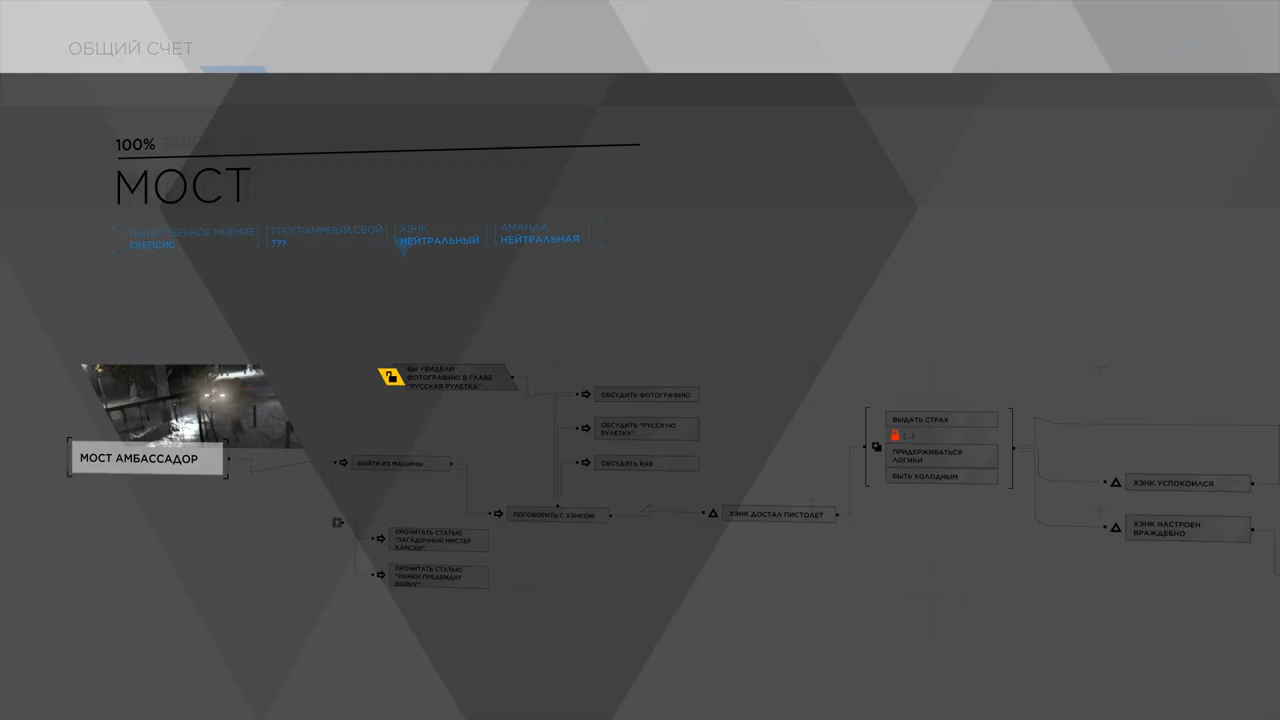 ОБЩИЙ СЧЕТ
100%
МОСТ
ОБЩЕСТВЕННОЕ МНЕНИЕ
СКЕПСИС
ПРОГРАММНЫЙ СБОЙ
???
ХЭНК
НЕЙТРАЛЬНЫЙ
АМАНДА
НЕЙТРАЛЬНАЯ
ВЫ УВИДЕЛИ
ФОТОГРАФИЮ В ГЛАВЕ
"РУССКАЯ РУЛЕТКА"
ОБСУДИТЬ ФОТОГРАФИЮ
ОБСУДИТЬ "РУССКУЮ
РУЛЕТКУ"
ОБСУДИТЬ RA9
МОСТ АМБАССАДОР
ВЫЙТИ ИЗ МАШИНЫ
ПОГОВОРИТЬ С ХЭНКОМ
ПРОЧИТАТЬ СТАТЬЮ
"ЗАГАДОЧНЫЙ МИСТЕР
КАМСКИ"
ПРОЧИТАТЬ СТАТЬЮ
"РЫНКИ ПРЕДВИДЯТ
ВОЙНУ"
ХЭНК ДОСТАЛ ПИСТОЛЕТ
ВЫДАТЬ СТРАХ
(...)
ПРИДЕРЖИВАТЬСЯ
ЛОГИКИ
БЫТЬ ХОЛОДНЫМ
ХЭНК УСПОКОИЛСЯ
ХЭНК НАСТРОЕН
ВРАЖДЕБНО